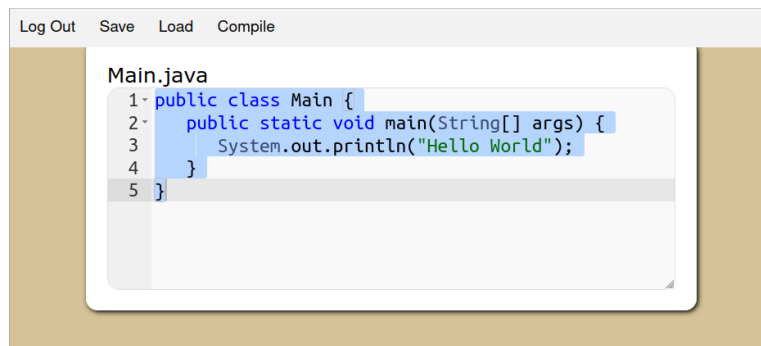 Log Out Save Load Compile
Main.java
1 public class Main {
2 public static void main(String[] args) {
3 System.out.println("Hello World");
4 }
5 }